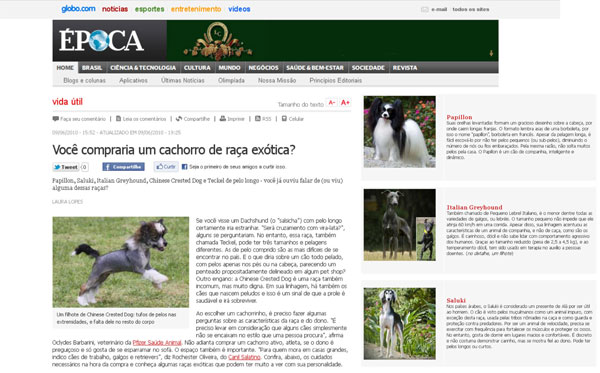 globo.com notícias esportes entretenimento vídeos
e-mail todos os sites
ÉPOCA
HOME BRASIL CIÊNCIA & TECNOLOGIA CULTURA MUNDO NEGÓCIOS SAÚDE & BEM-ESTAR SOCIEDADE REVISTA
Blogs e colunas Aplicativos Últimas Notícias Olimpíada Nossa Missão Princípios Editoriais
vida útil
Tamanho do texto A- A+
Faça seu comentário Leia os comentários Compartilhe Imprimir RSS Celular
09/06/2010 - 15:52 - ATUALIZADO EM 09/06/2010 - 19:25
Você compraria um cachorro de raça exótica?
Tweet 0 Compartilhe Curtir Seja o primeiro de seus amigos a curtir isso.
Papillon, Saluki, Italian Greyhound, Chinese Crested Dog e Teckel de pelo longo - você já ouviu falar de (ou viu)
alguma dessas raças?
LAURA LOPES
Um filhote de Chinese Crested Dog: tufos de pelos nas
extremidades, e falta dele no resto do corpo
Se você visse um Dachshund (o "salsicha") com pelo longo
certamente iria estranhar. "Será cruzamento com vira-lata?",
alguns se perguntariam. No entanto, essa raça, também
chamada Teckel, pode ter três tamanhos e pelagens
diferentes. As de pelo comprido são as mais difíceis de se
encontrar no país. E o que diria sobre um cão todo pelado,
com pelos apenas nos pés ou na cabeça, parecendo um
penteado propositadamente delineado em algum pet shop?
Outro engano: a Chinese Crested Dog é uma raça também
incomum, mas muito digna. Em sua linhagem, há também os
cães que nascem peludos e isso é um sinal de que a prole é
saudável e irá sobreviver.
Ao escolher um cachorrinho, é preciso fazer algumas
perguntas sobre as características da raça e do dono. "É
preciso levar em consideração que alguns cães simplesmente
não se encaixam no estilo que uma pessoa procura", afirma
Oclydes Barbarini, veterinário da Pfizer Saúde Animal. Não adianta comprar um cachorro ativo, atleta, se o dono é
preguiçoso e só gosta de se esparramar no sofá. O espaço também é importante. "Para quem mora em casas grandes,
indico cães de trabalho, galgos e retrievers", diz Rochester Oliveira, do Canil Salatino. Confira, abaixo, os cuidados
necessários na hora da compra e conheça algumas raças exóticas que podem ter muito a ver com sua personalidade.
Papillon
Suas orelhas levantadas formam um gracioso desenho sobre a cabeça, por
onde caem longas franjas. O formato lembra asas de uma borboleta, por
isso o nome "papillon", borboleta em francês. Apesar da pelagem longa, é
fácil escová-lo por não ter pelos pequenos (ou sub-pelos), diminuindo o
número de nós ou fios embaraçados. Pela mesma razão, não solta muitos
pelos pela casa. O Papillon é um cão de companhia, inteligente e
dinâmico.
Italian Greyhound
Também chamado de Pequeno Lebrel Italiano, é o menor dentre todas as
variedades de galgos, ou lebréis. O tamanho pequeno não impede que ele
atinja 60 km/h em uma corrida. Apesar disso, sua linhagem acentuou as
características de um animal de companhia, e não de caça, como são os
galgos. É carinhoso, dócil e não sabe lidar com comportamento agressivo
dos humanos. Graças ao tamanho reduzido (pesa de 2,5 a 4,5 kg), e ao
temperamento dócil, tem sido usado em terapia no auxílio a pessoas
doentes. (no detalhe, um filhote)
Saluki
Nos países árabes, o Saluki é considerado um presente de Alá por ser útil
ao homem. O cão é visto pelos muçulmanos como um animal impuro, com
exceção desta raça, usada pelas tribos nômades na caça e como guarda e
proteção contra predadores. Por ser um animal de velocidade, precisa se
exercitar com frequência para fortalecer os músculos e proteger os ossos.
No entanto, gosta de dormir em lugares macios e confortáveis. É discreto
e não costuma demonstrar carinho, mas se mostra fiel ao dono. Pode ter
pelos longos ou curtos.